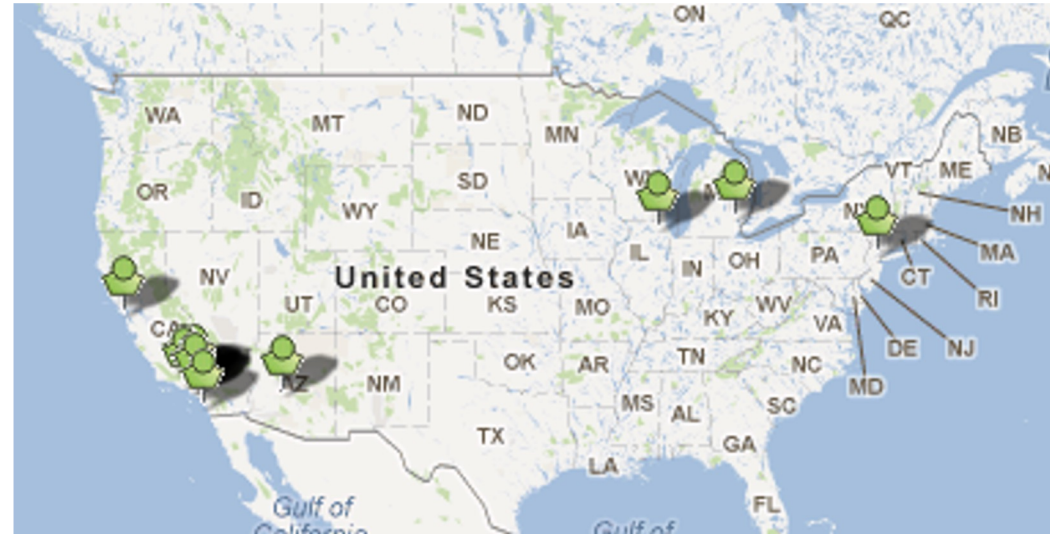 ON
QC
WA
MT
ND
MN
NB
VT
ME
OR
ID
SD
WY
NH
IA
NE
PA
MA
IL
IN
OH
CT
NV
United States
UT
CO
KS
MO
WV
RI
KY
VA
CA
DE
NJ
OK
AR
TN
NC
AZ
NM
MD
MS
AL
SC
TX
GA
LA
FL
Gulf of
California
Gulf of